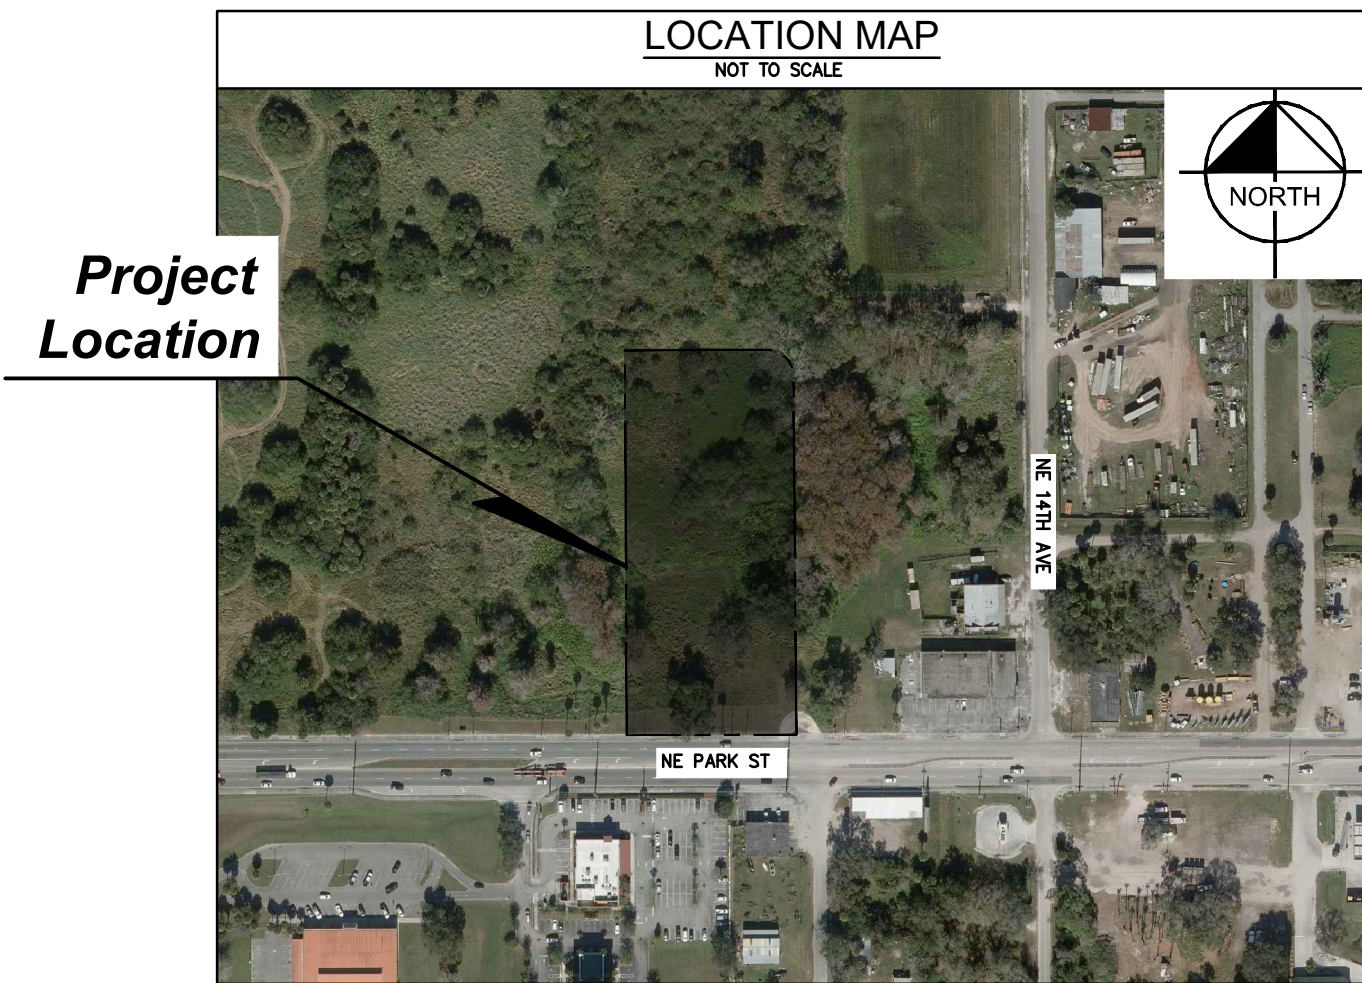 LOCATION MAP
NOT TO SCALE
NORTH
Project
Location
NE 14TH AVE
NE PARK ST